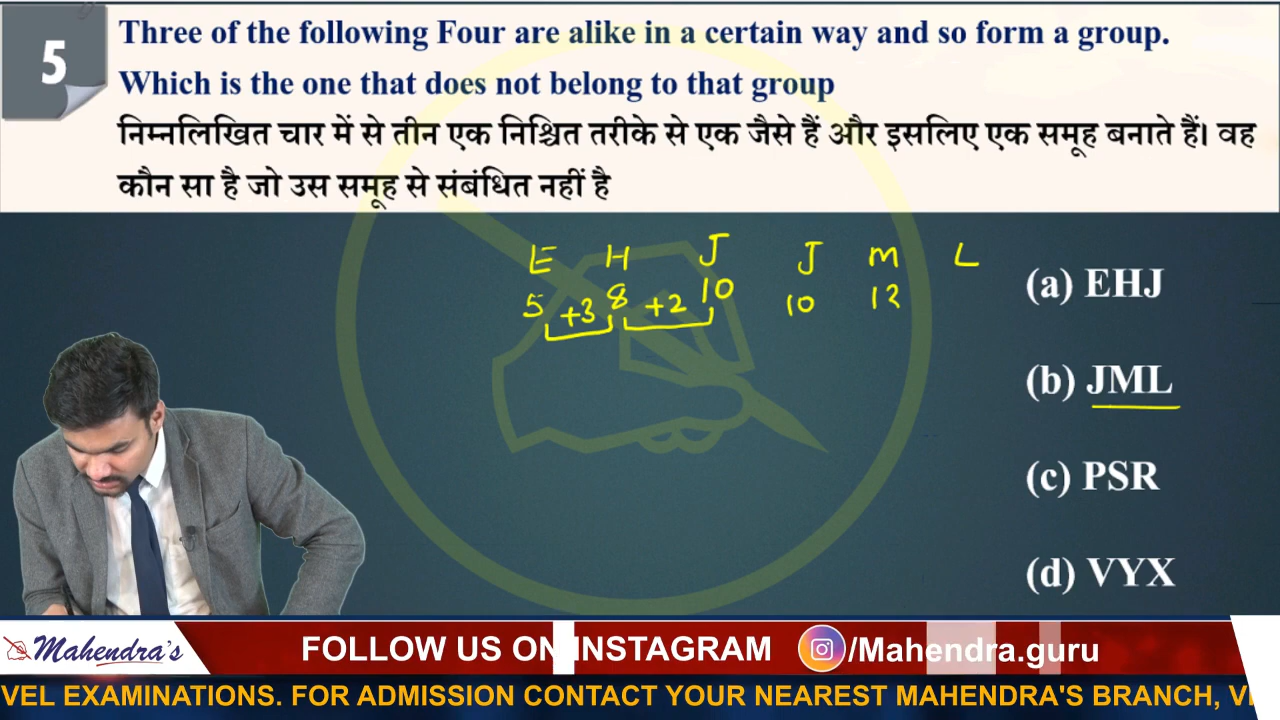 5
Three of the following Four are alike in a certain way and so form a group.
Which is the one that does not belong to that group
निम्नलिखित चार में से तीन एक निश्चित तरीके से एक जैसे हैं और इसलिए एक समूह बनाते हैं। वह
कौन सा है जो उस समूह से संबंधित नहीं है
E H J J M L
5 +3 8 +2 10 10 12
(a) EHJ
(b) JML
(c) PSR
(d) VYX
Mahendra's FOLLOW US ON INSTAGRAM /Mahendra.guru
VEL EXAMINATIONS. FOR ADMISSION CONTACT YOUR NEAREST MAHENDRA'S BRANCH,